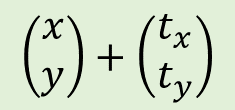 (x y) + (t_x t_y)